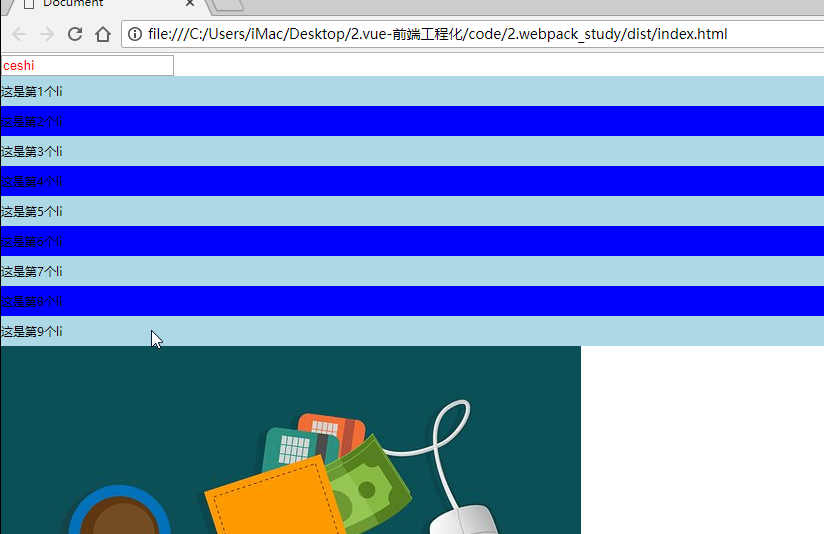 Document
file:///C:/Users/iMac/Desktop/2.vue-前端工程化/code/2.webpack_study/dist/index.html
ceshi
这是第1个li
这是第2个li
这是第3个li
这是第4个li
这是第5个li
这是第6个li
这是第7个li
这是第8个li
这是第9个li